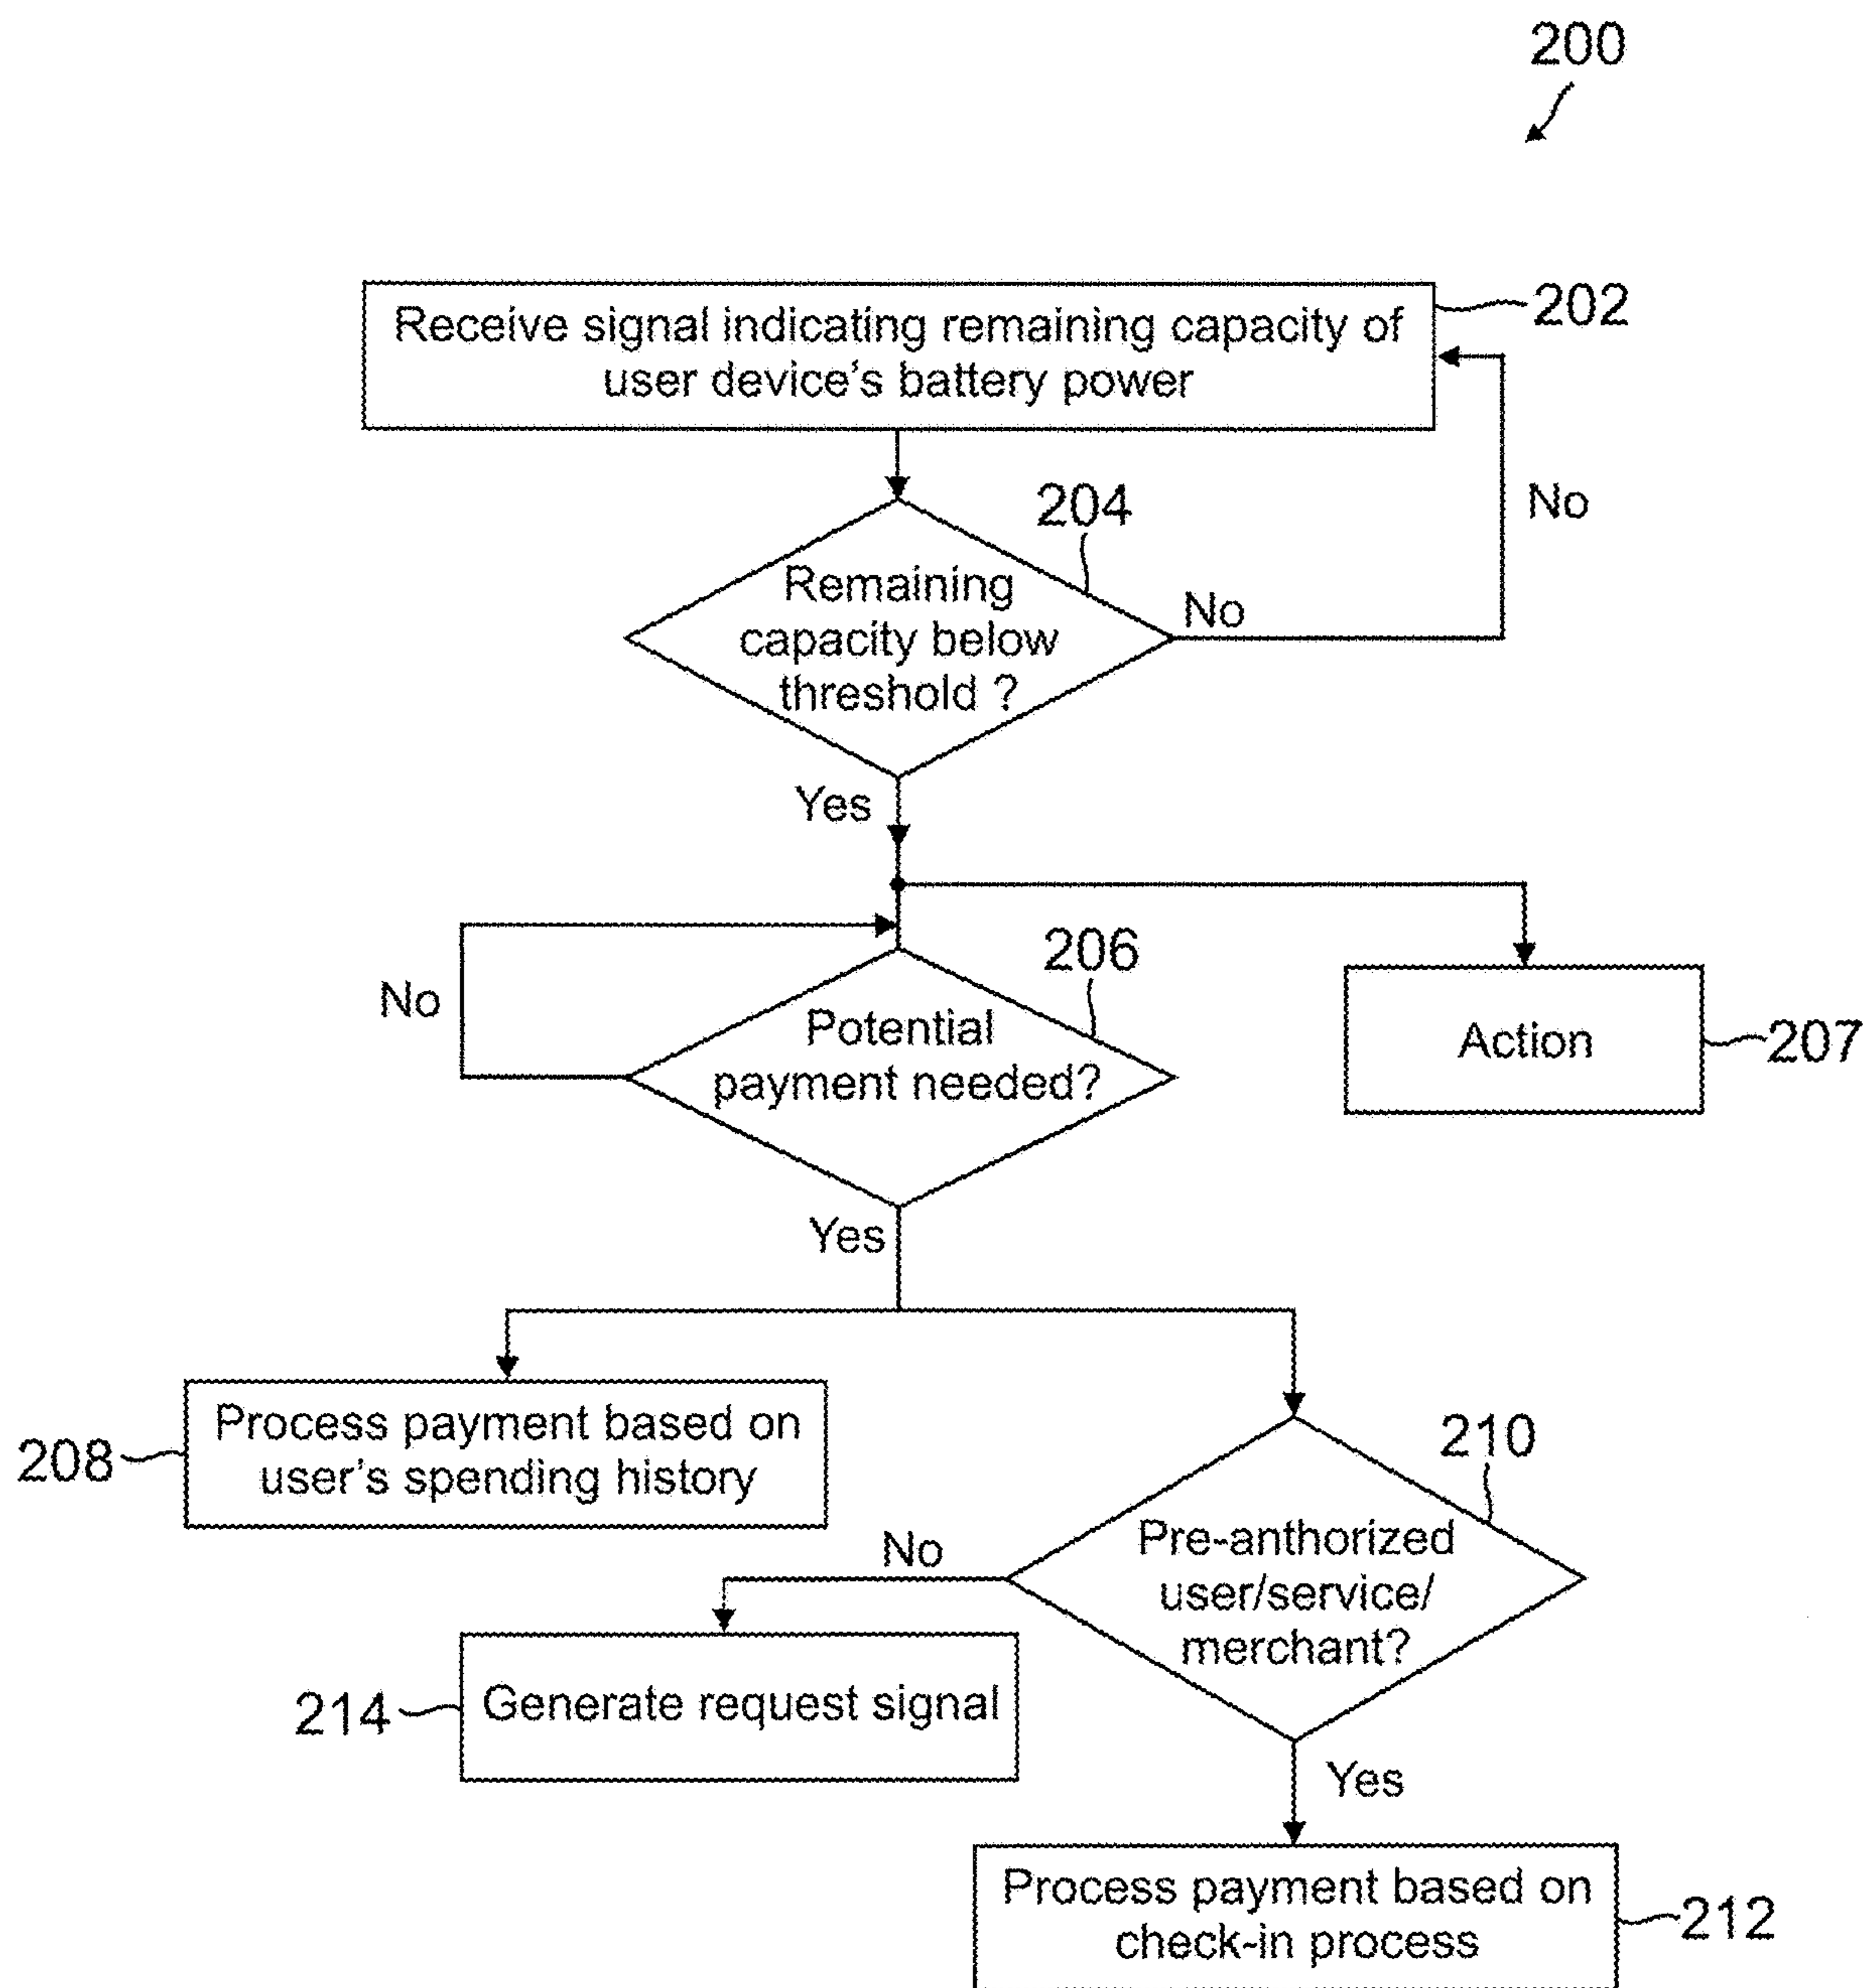 200
Receive signal indicating remaining capacity of
user device's battery power
202
No
204
Remaining
capacity below
threshold ?
No
Yes
206
No
Potential
payment needed?
Action
207
Yes
208
Process payment based on
user's spending history
210
No
Pre-anthorized
user/service/
merchant?
214
Generate request signal
Yes
Process payment based on
check-in process
212